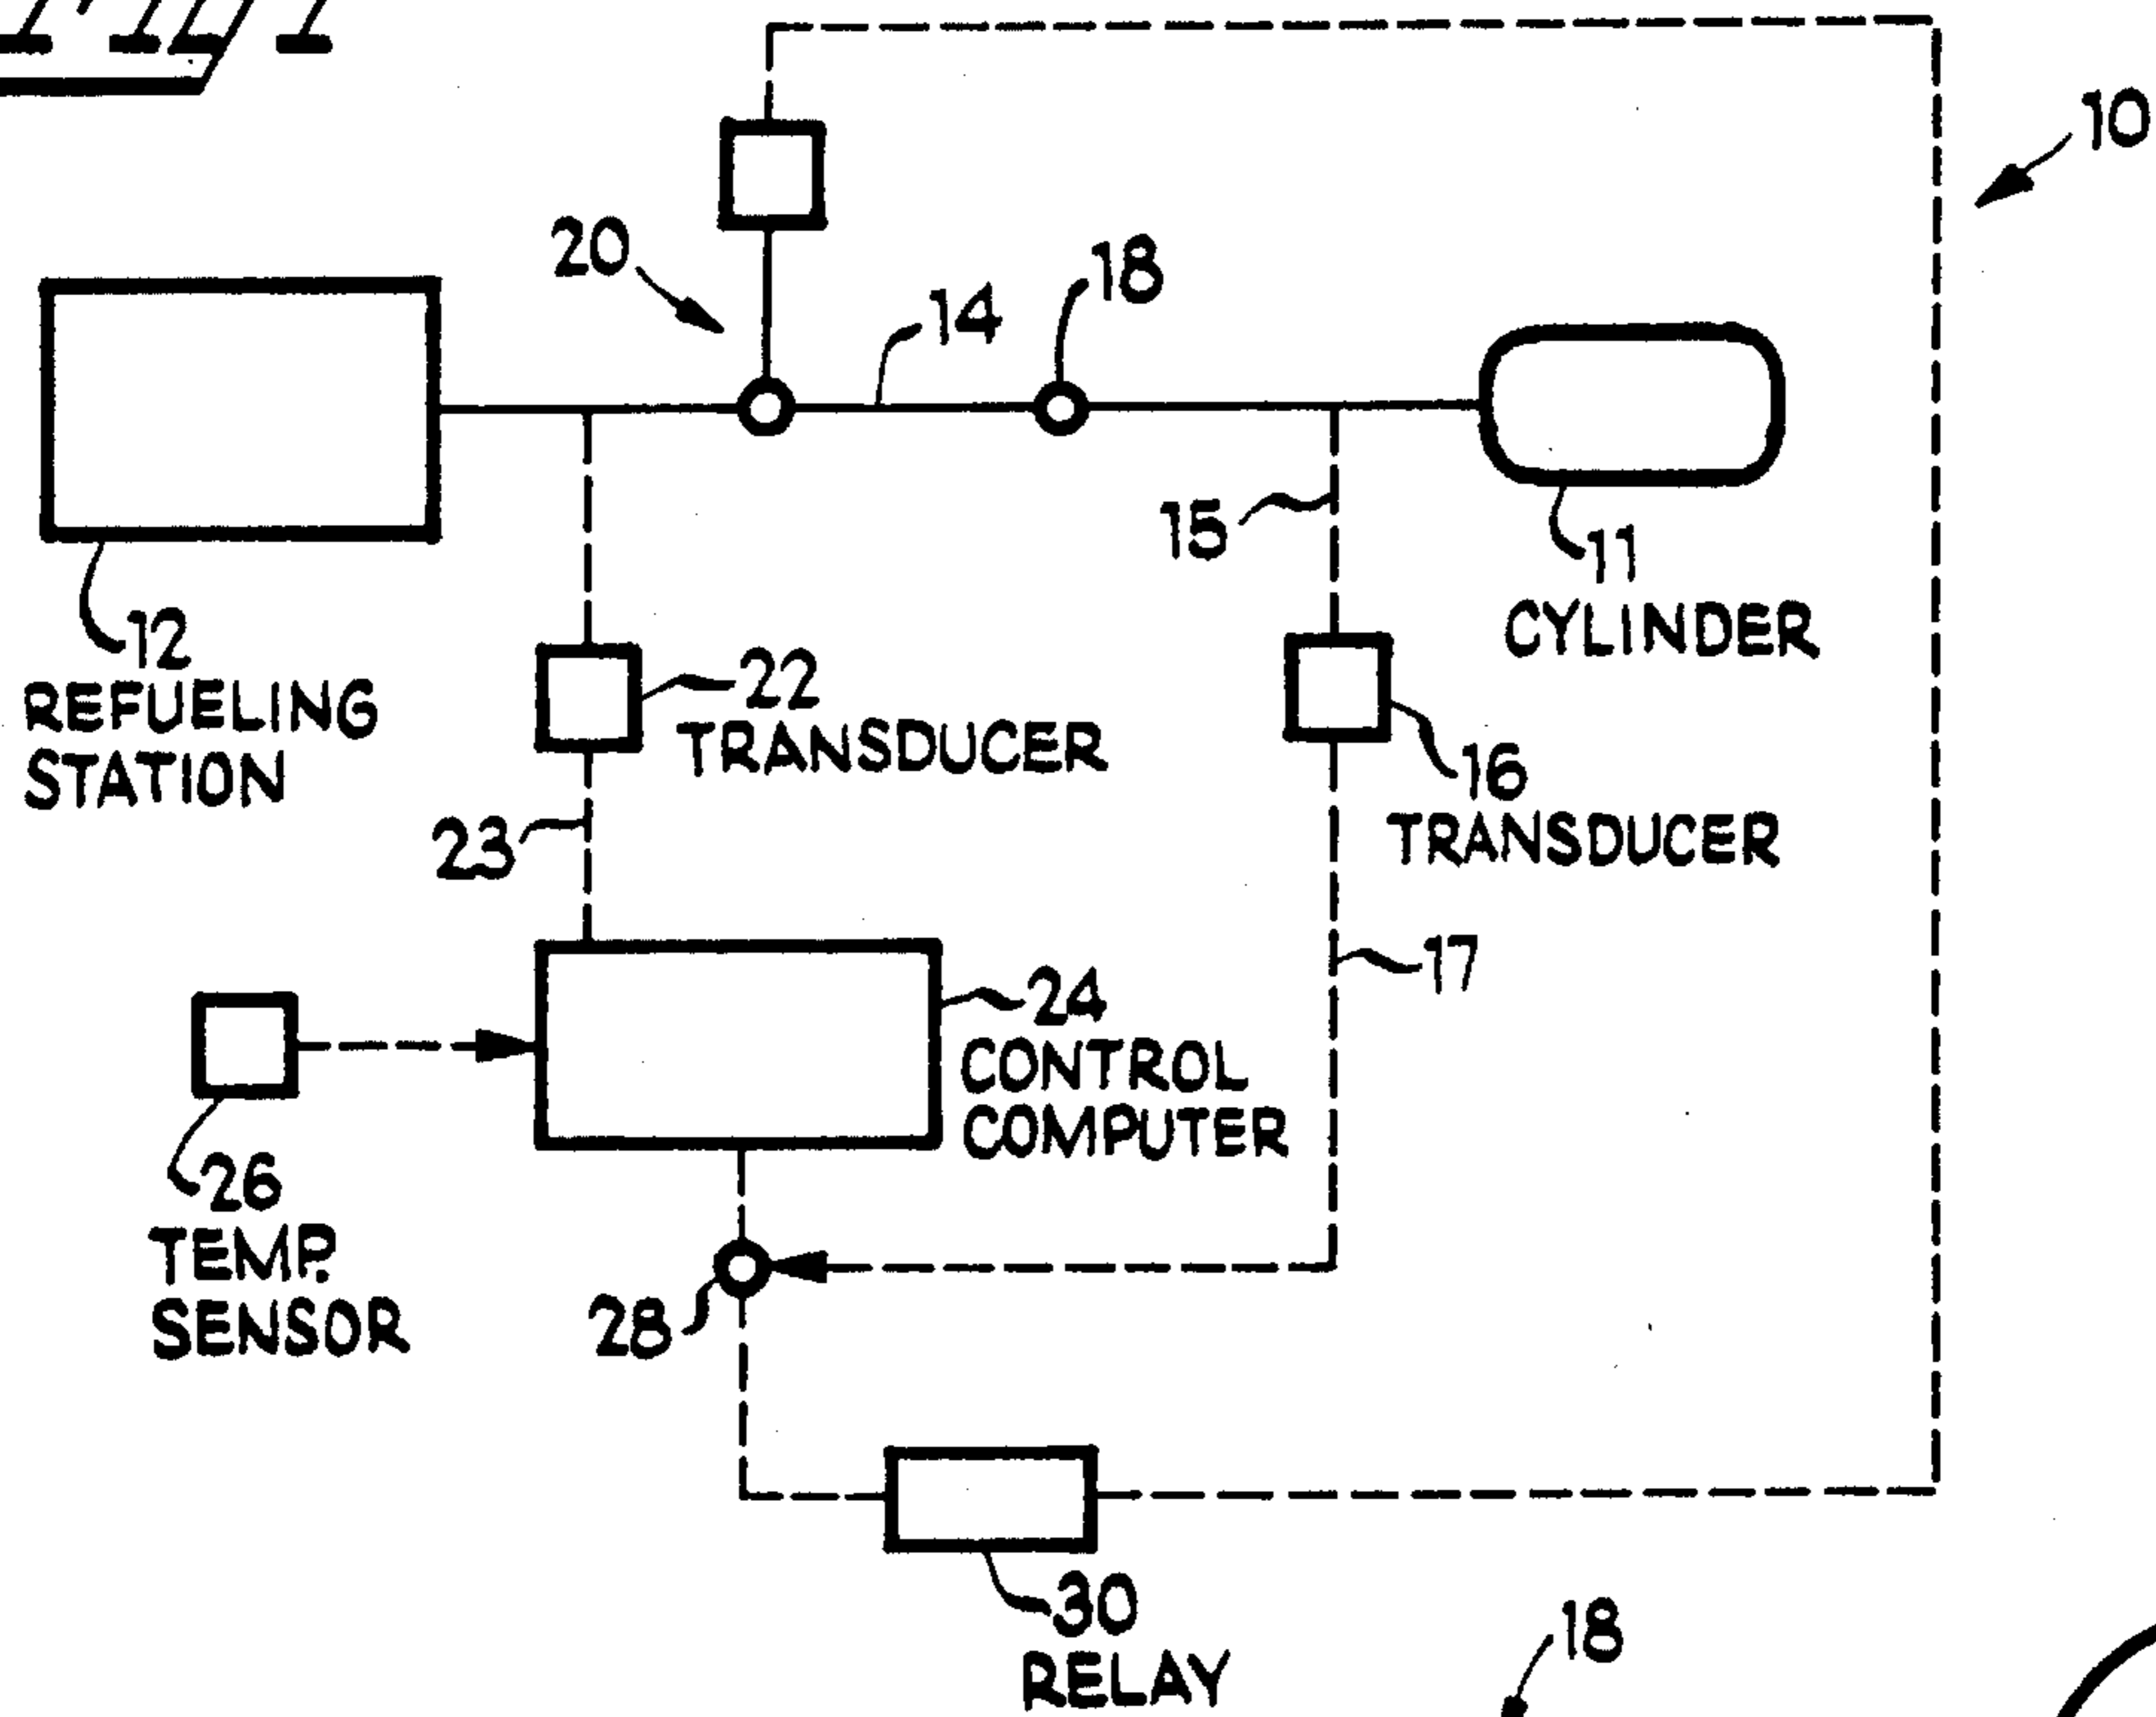 10
20
18
14
15
11
CYLINDER
12
REFUELING
STATION
22
TRANSDUCER
16
TRANSDUCER
23
17
24
CONTROL
COMPUTER
26
TEMP.
SENSOR
28
30
RELAY
18